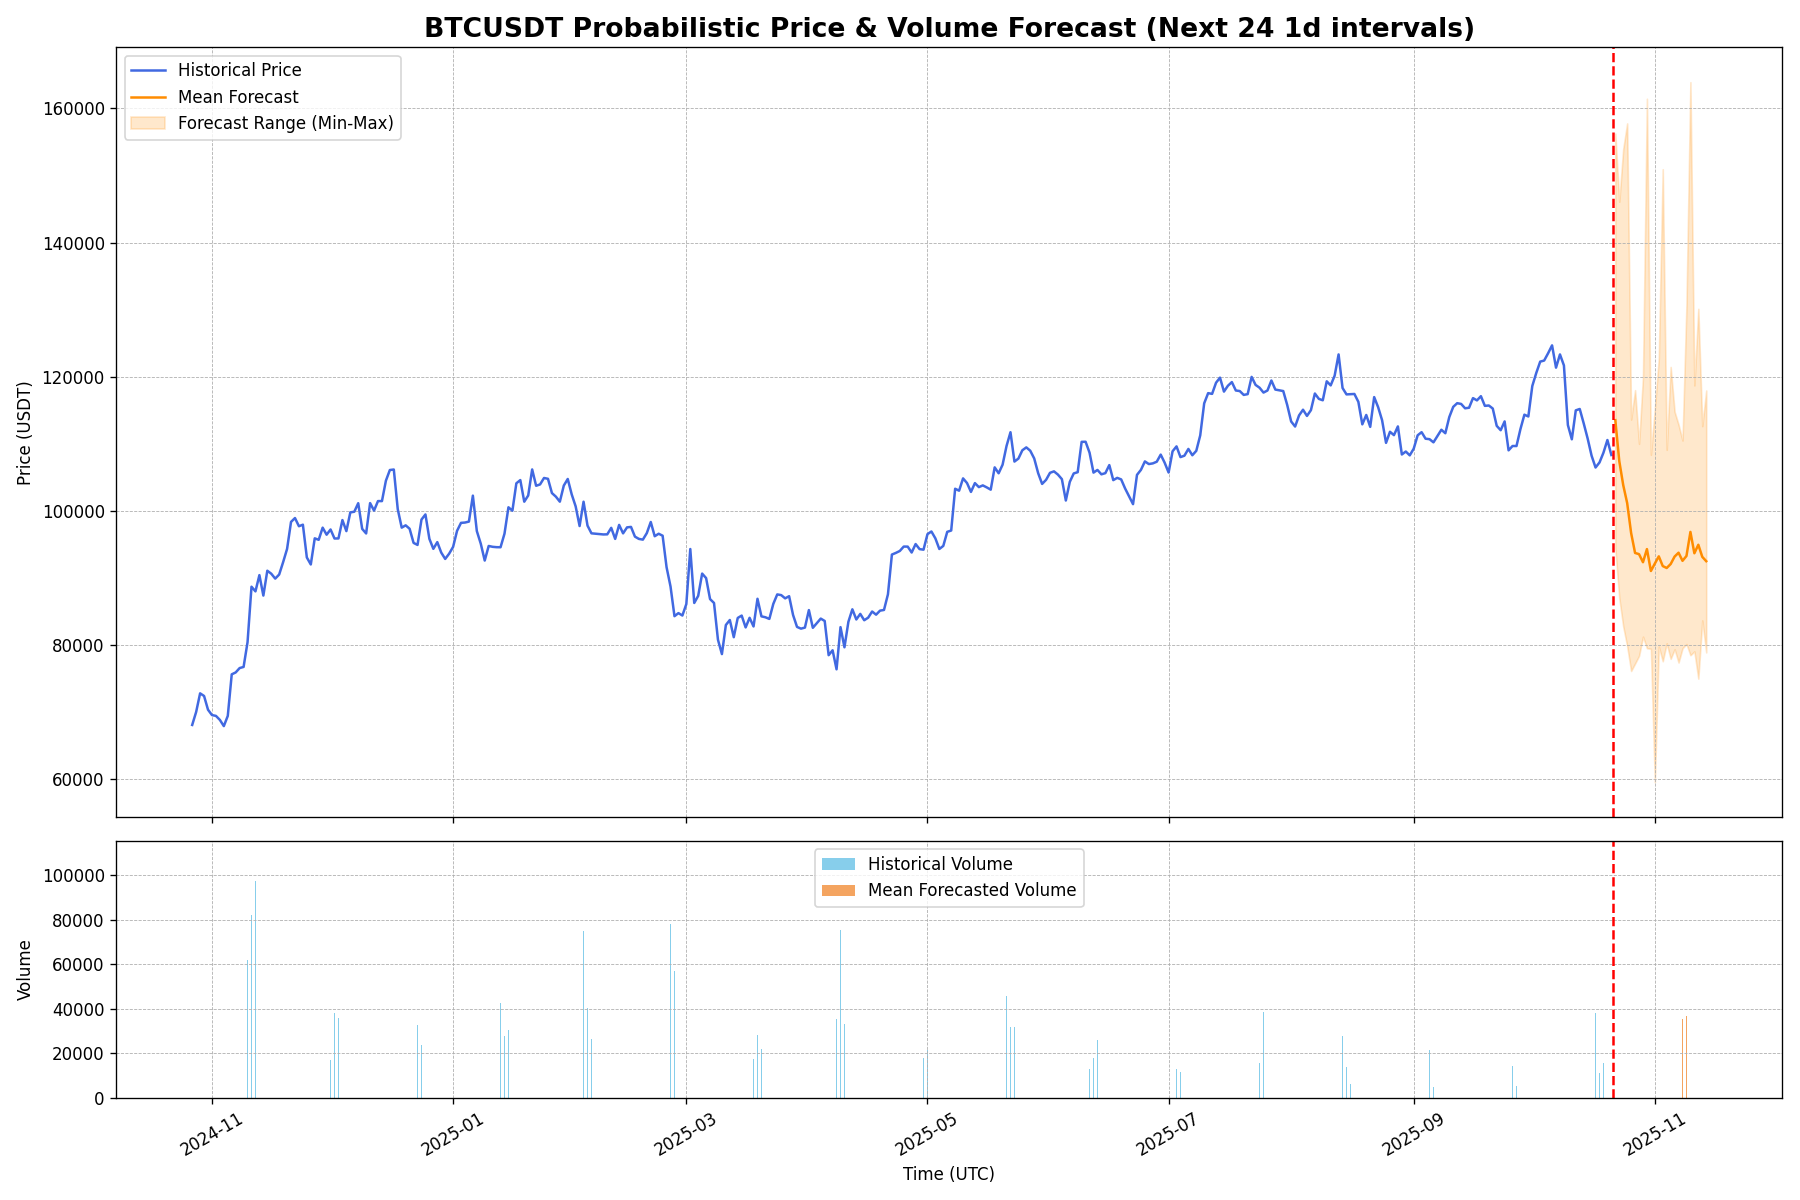 BTCUSDT Probabilistic Price & Volume Forecast (Next 24 1d intervals)
Historical Price
Mean Forecast
Forecast Range (Min-Max)
160000
140000
120000
100000
80000
60000
Price (USDT)
Historical Volume
Mean Forecasted Volume
100000
80000
60000
40000
20000
0
Volume
2024-11
2025-01
2025-03
2025-05
2025-07
2025-09
2025-11
Time (UTC)